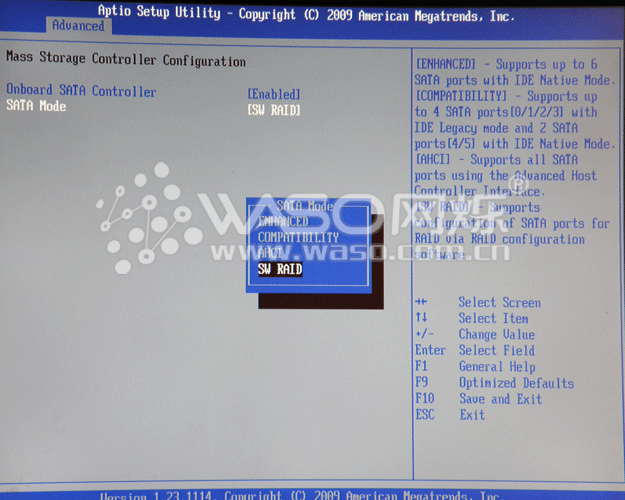 Aptio Setup Utility - Copyright (C) 2009 American Megatrends, Inc.
Advanced
Mass Storage Controller Configuration
Onboard SATA Controller [Enabled]
SATA Mode [SW RAID]
SATA Mode
ENHANCED
COMPATIBILITY
AHCI
SW RAID
[ENHANCED] - Supports up to 6
SATA ports with IDE Native Mode.
[COMPATIBILITY] - Supports up
to 4 SATA ports[0/1/2/3] with
IDE Legacy mode and 2 SATA
ports[4/5] with IDE Native Mode.
[AHCI] - Supports all SATA
ports using the Advanced Host
Controller Interface.
[SW RAID] - Supports
configuration of SATA ports for
RAID via RAID configuration
software.
→← Select Screen
↑↓ Select Item
+/- Change Value
Enter Select Field
F1 General Help
F9 Optimized Defaults
F10 Save and Exit
ESC Exit
Version 1.23.1114. Copyright (C) 2009 American Megatrends, Inc.
WASO网烁®
www.waso.com.cn